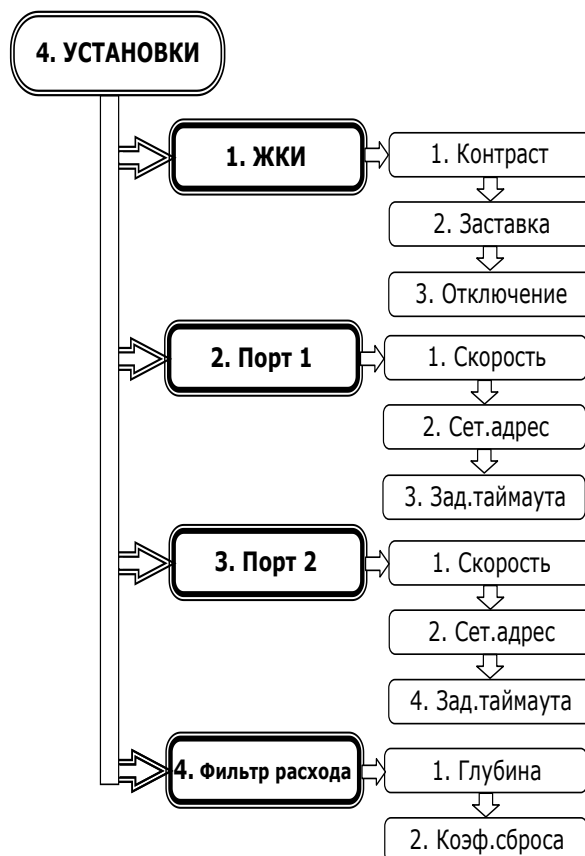 4. УСТАНОВКИ
1. ЖКИ
1. Контраст
2. Заставка
3. Отключение
2. Порт 1
1. Скорость
2. Сет.адрес
3. Зад.таймаута
3. Порт 2
1. Скорость
2. Сет.адрес
4. Зад.таймаута
4. Фильтр расхода
1. Глубина
2. Коэф.сброса